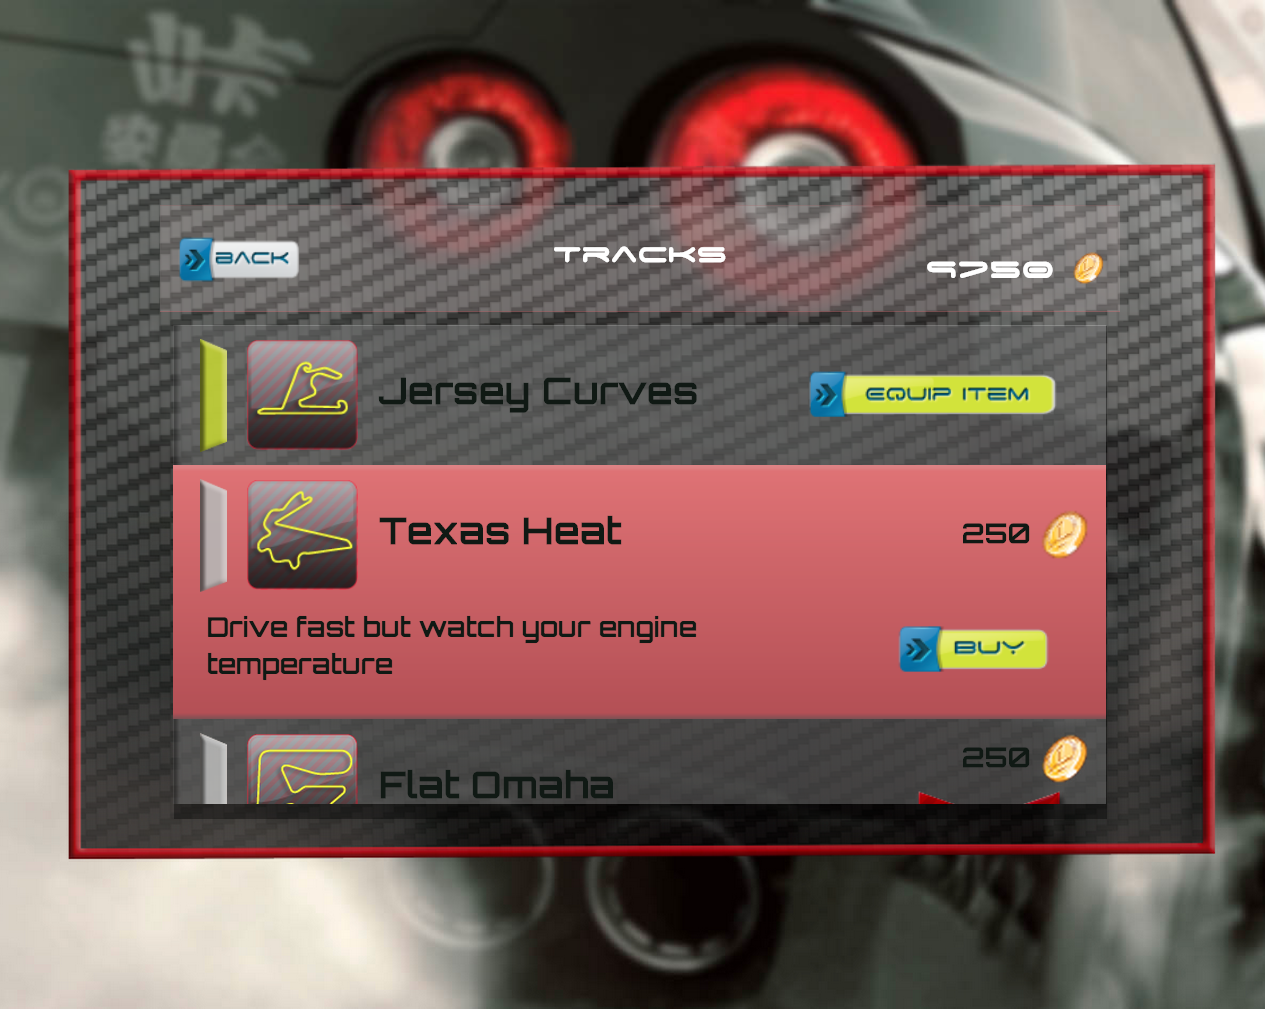 峠
BACK
TRACKS
9750
Jersey Curves
EQUIP ITEM
Texas Heat
250
Drive fast but watch your engine
temperature
BUY
250
Flat Omaha